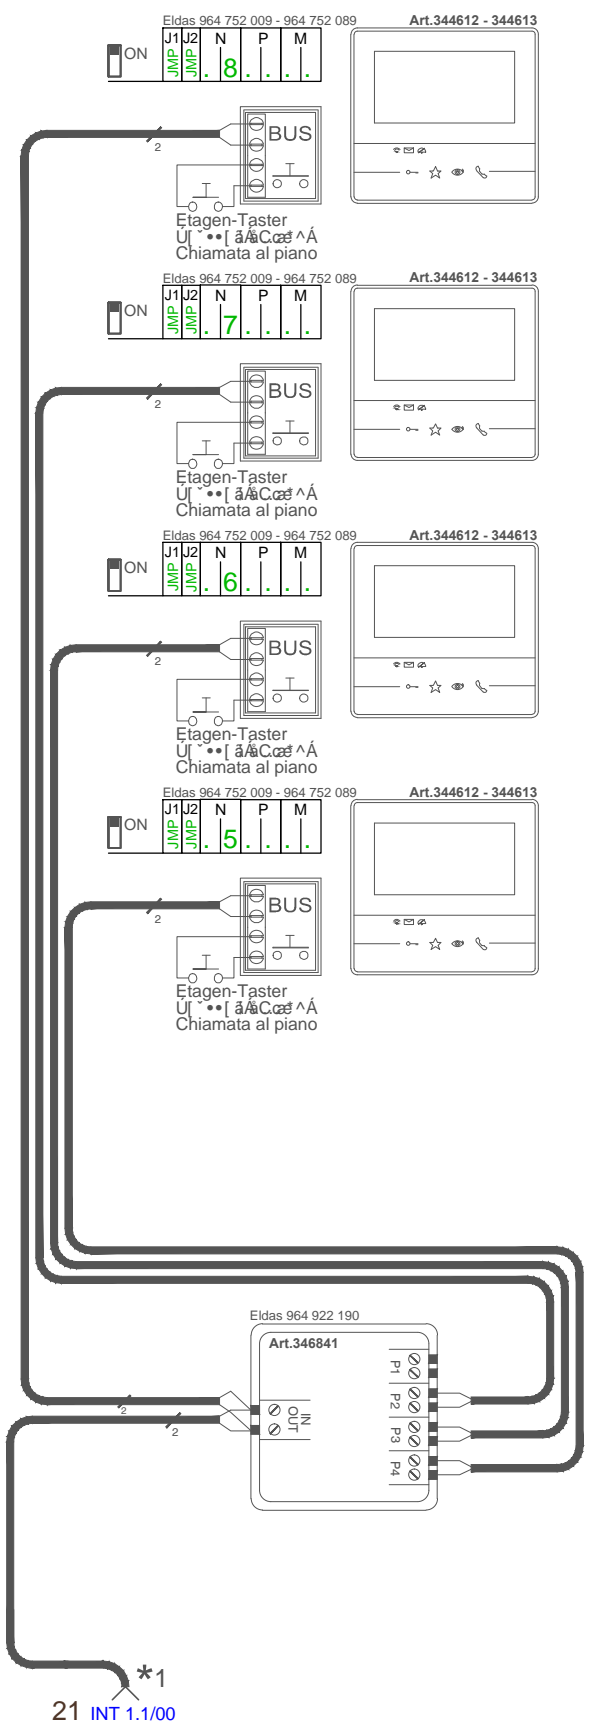 Eldas 964 752 009 - 964 752 089 Art.344612 - 344613
J1 J2 N P M
ON
JMP JMP . 8 . . . .
BUS
2
Etagen-Taster
Chiamata al piano
Eldas 964 752 009 - 964 752 089 Art.344612 - 344613
J1 J2 N P M
ON
JMP JMP . 7 . . . .
BUS
2
Etagen-Taster
Chiamata al piano
Eldas 964 752 009 - 964 752 089 Art.344612 - 344613
J1 J2 N P M
ON
JMP JMP . 6 . . . .
BUS
2
Etagen-Taster
Chiamata al piano
Eldas 964 752 009 - 964 752 089 Art.344612 - 344613
J1 J2 N P M
ON
JMP JMP . 5 . . . .
BUS
2
Etagen-Taster
Chiamata al piano
Eldas 964 922 190
Art.346841
P1
P2
P3
P4
IN
OUT
2
2
*1
21 INT 1.1/00